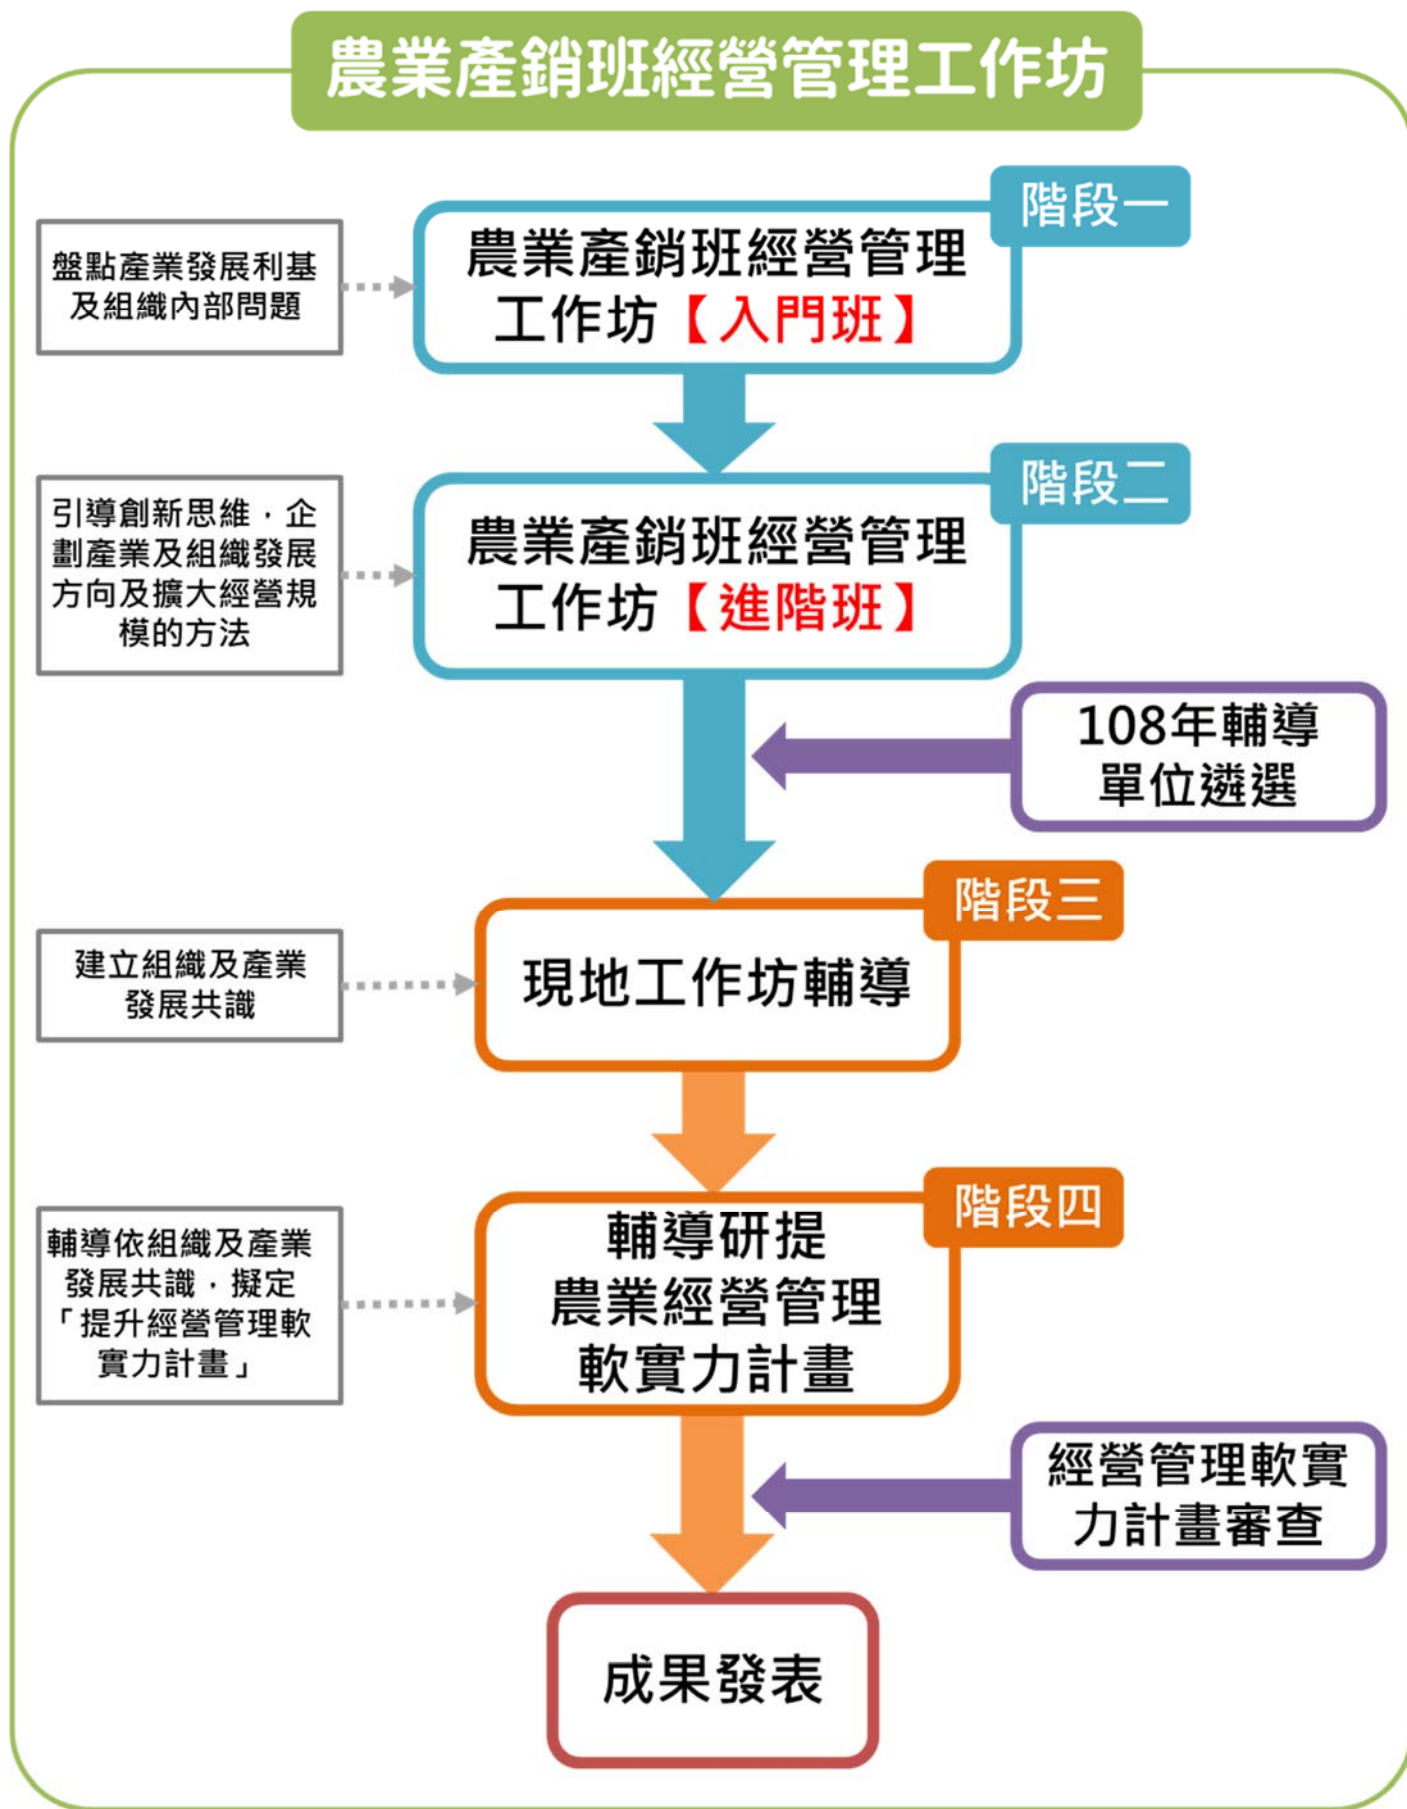 農業產銷班經營管理工作坊
階段一
盤點產業發展利基
及組織內部問題
農業產銷班經營管理
工作坊【入門班】
階段二
引導創新思維，企
劃產業及組織發展
方向及擴大經營規
模的方法
農業產銷班經營管理
工作坊【進階班】
108年輔導
單位遴選
階段三
建立組織及產業
發展共識
現地工作坊輔導
階段四
輔導依組織及產業
發展共識，擬定
「提升經營管理軟
實力計畫」
輔導研提
農業經營管理
軟實力計畫
經營管理軟實
力計畫審查
成果發表